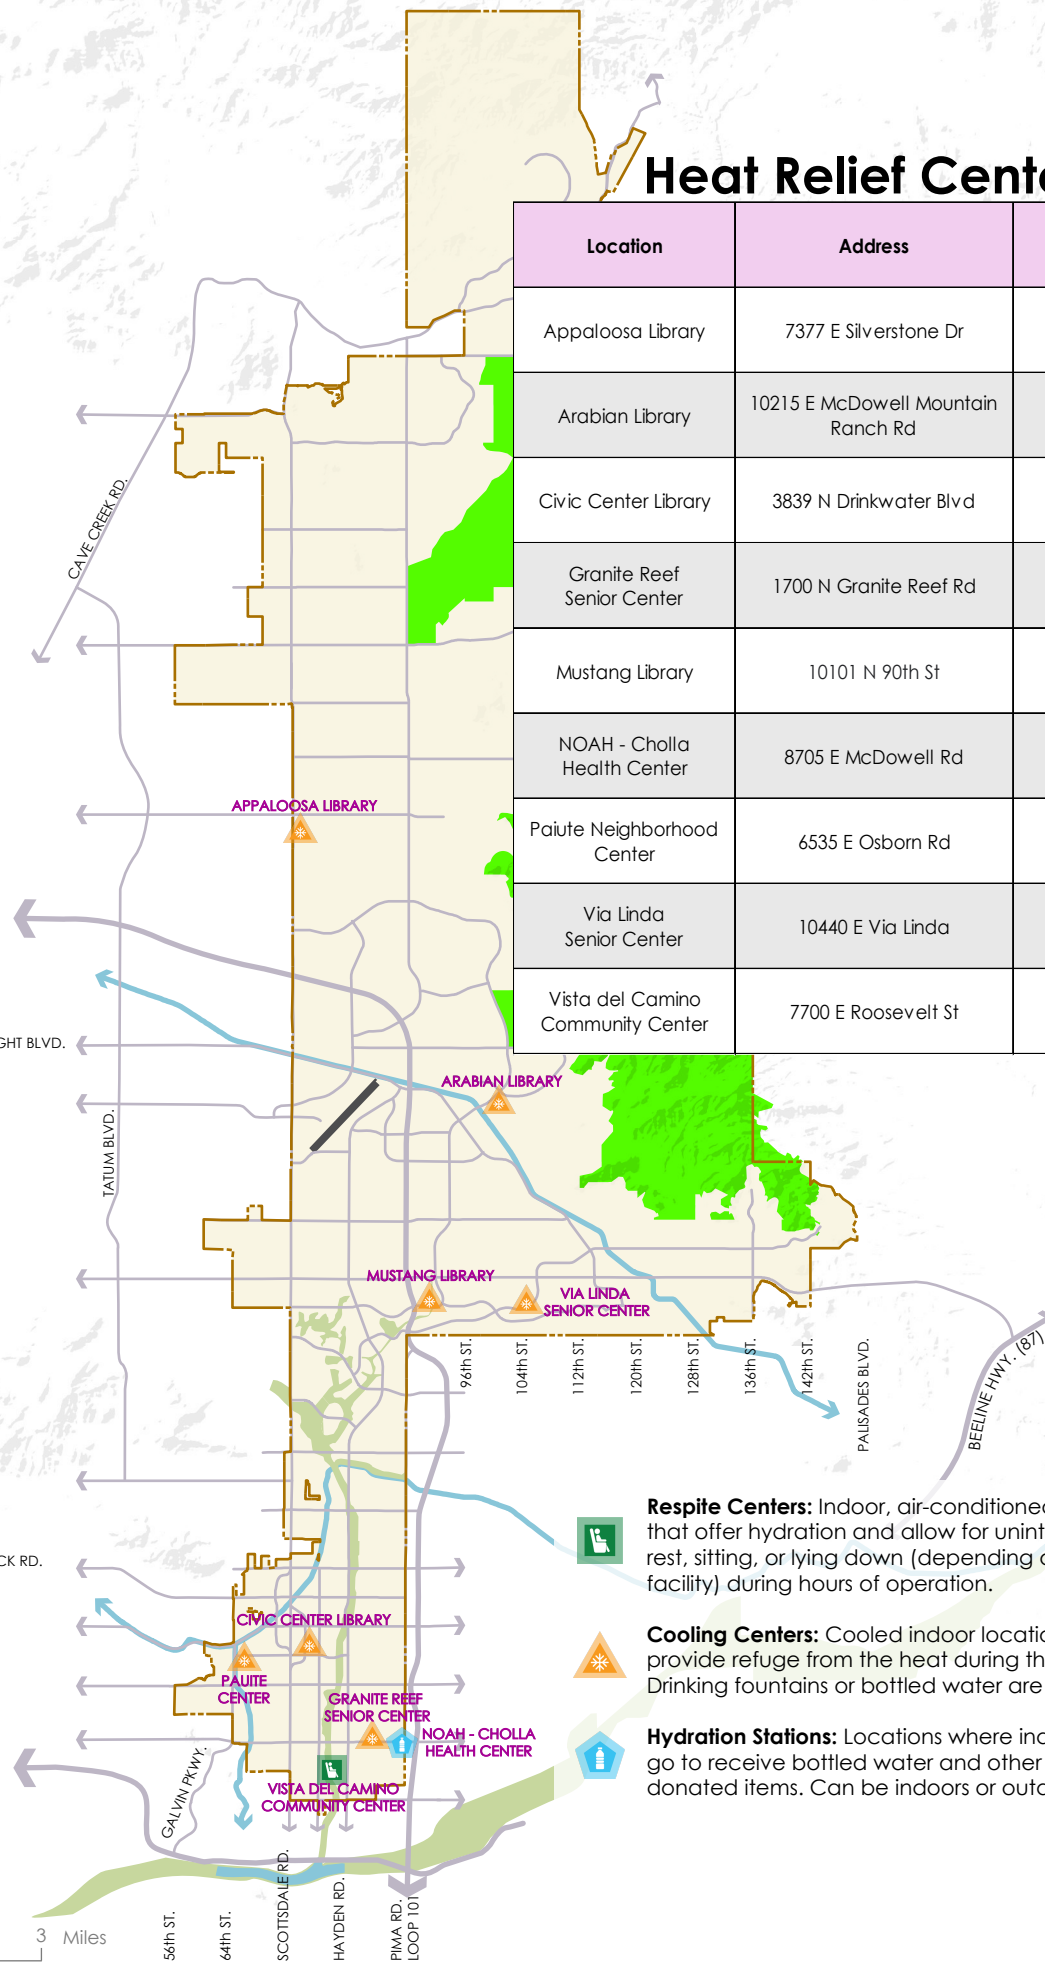 Heat Relief Cent
Location
Address
Appaloosa Library
7377 E Silverstone Dr
Arabian Library
10215 E McDowell Mountain
Ranch Rd
Civic Center Library
3839 N Drinkwater Blvd
Granite Reef
Senior Center
1700 N Granite Reef Rd
Mustang Library
10101 N 90th St
NOAH - Cholla
Health Center
8705 E McDowell Rd
Paiute Neighborhood
Center
6535 E Osborn Rd
Via Linda
Senior Center
10440 E Via Linda
Vista del Camino
Community Center
7700 E Roosevelt St
CAVE CREEK RD.
APPALOOSA LIBRARY
GHT BLVD.
ARABIAN LIBRARY
TATUM BLVD.
MUSTANG LIBRARY
VIA LINDA
SENIOR CENTER
96th ST.
104th ST.
112th ST.
120th ST.
128th ST.
136th ST.
142th ST.
PALISADES BLVD.
BEELINE HWY. (87)
CK RD.
CIVIC CENTER LIBRARY
PAUITE
CENTER
GRANITE REEF
SENIOR CENTER
NOAH - CHOLLA
HEALTH CENTER
VISTA DEL CAMINO
COMMUNITY CENTER
GALVIN PKWY.
Respite Centers: Indoor, air-conditioned
that offer hydration and allow for unint
rest, sitting, or lying down (depending
facility) during hours of operation.
Cooling Centers: Cooled indoor locatio
provide refuge from the heat during th
Drinking fountains or bottled water are
Hydration Stations: Locations where ind
go to receive bottled water and other
donated items. Can be indoors or outd
56th ST.
64th ST.
SCOTTSDALE RD.
HAYDEN RD.
PIMA RD.
LOOP 101
3 Miles